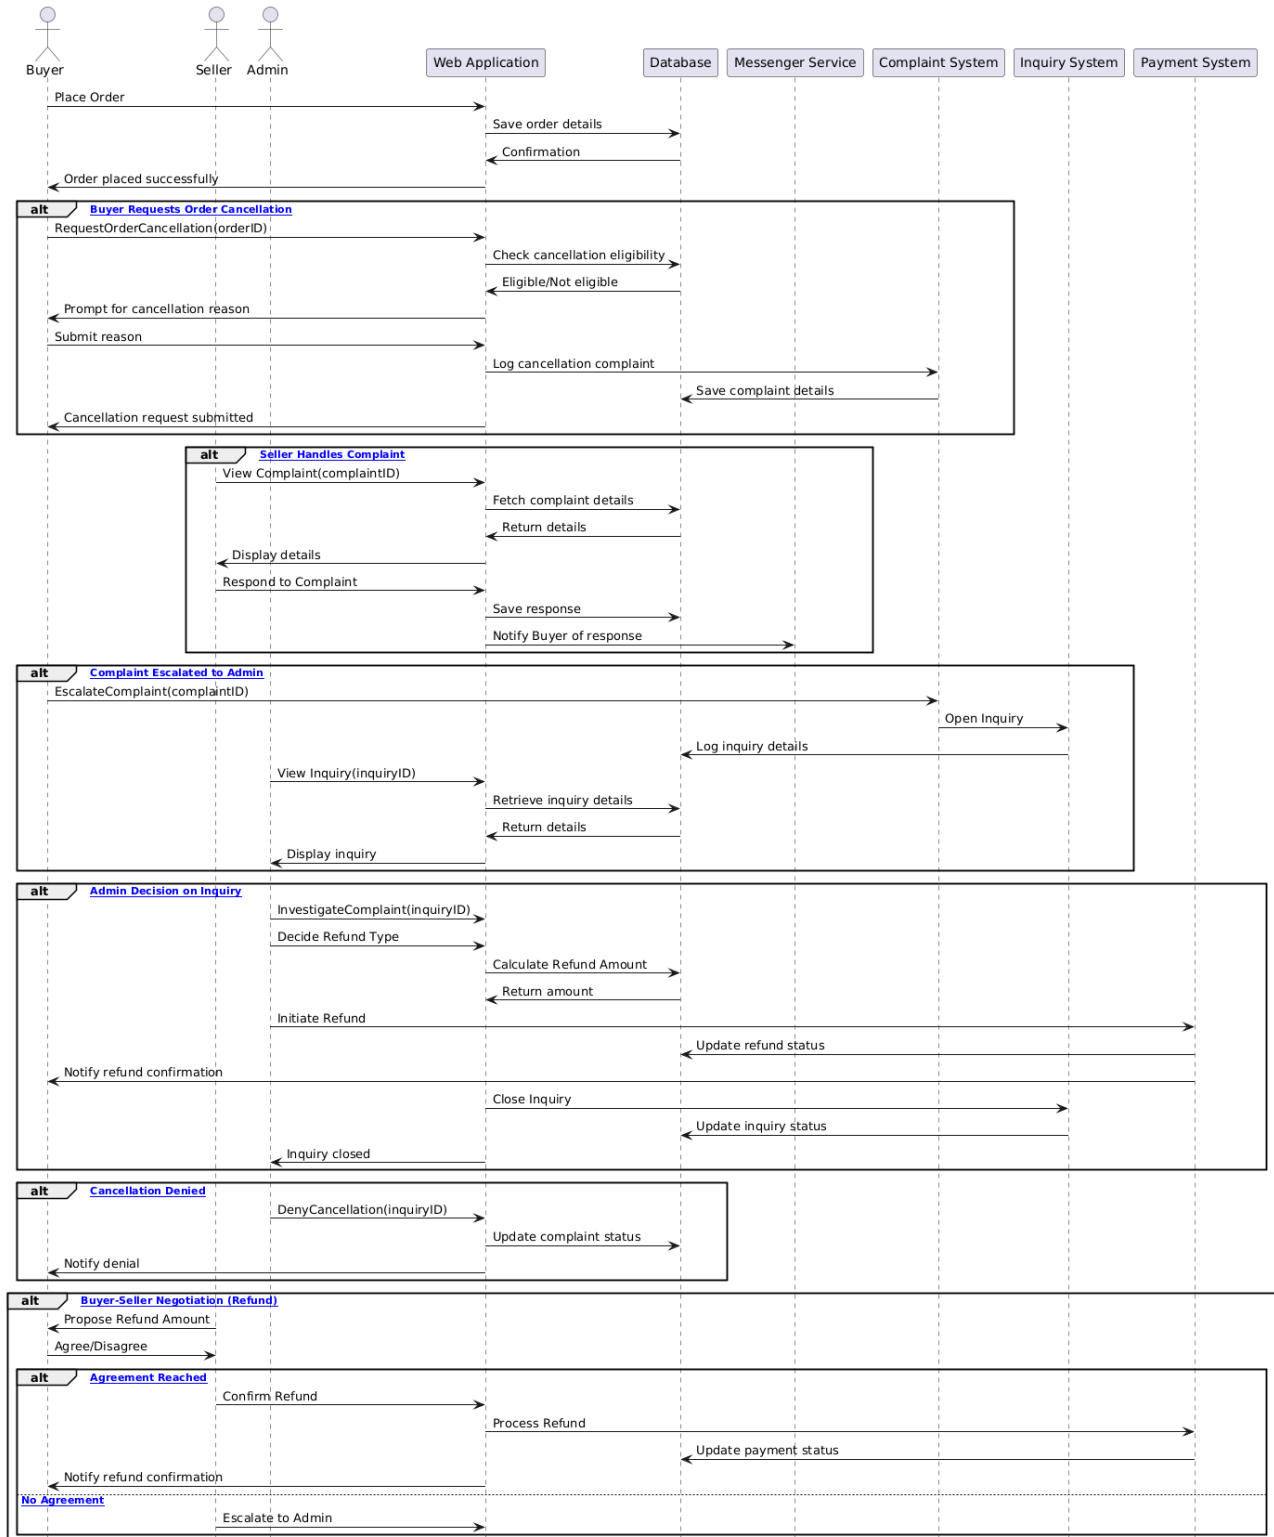 Buyer
Seller
Admin
Web Application
Database
Messenger Service
Complaint System
Inquiry System
Payment System
Place Order
Save order details
Confirmation
Order placed successfully
alt
Buyer Requests Order Cancellation
RequestOrderCancellation(orderID)
Check cancellation eligibility
Eligible/Not eligible
Prompt for cancellation reason
Submit reason
Log cancellation complaint
Save complaint details
Cancellation request submitted
alt
Seller Handles Complaint
View Complaint(complaintID)
Fetch complaint details
Return details
Display details
Respond to Complaint
Save response
Notify Buyer of response
alt
Complaint Escalated to Admin
EscalateComplaint(complaintID)
Open Inquiry
Log inquiry details
View Inquiry(inquiryID)
Retrieve inquiry details
Return details
Display inquiry
alt
Admin Decision on Inquiry
InvestigateComplaint(inquiryID)
Decide Refund Type
Calculate Refund Amount
Return amount
Initiate Refund
Update refund status
Notify refund confirmation
Close Inquiry
Update inquiry status
Inquiry closed
alt
Cancellation Denied
DenyCancellation(inquiryID)
Update complaint status
Notify denial
alt
Buyer-Seller Negotiation (Refund)
Propose Refund Amount
Agree/Disagree
alt
Agreement Reached
Confirm Refund
Process Refund
Update payment status
Notify refund confirmation
No Agreement
Escalate to Admin